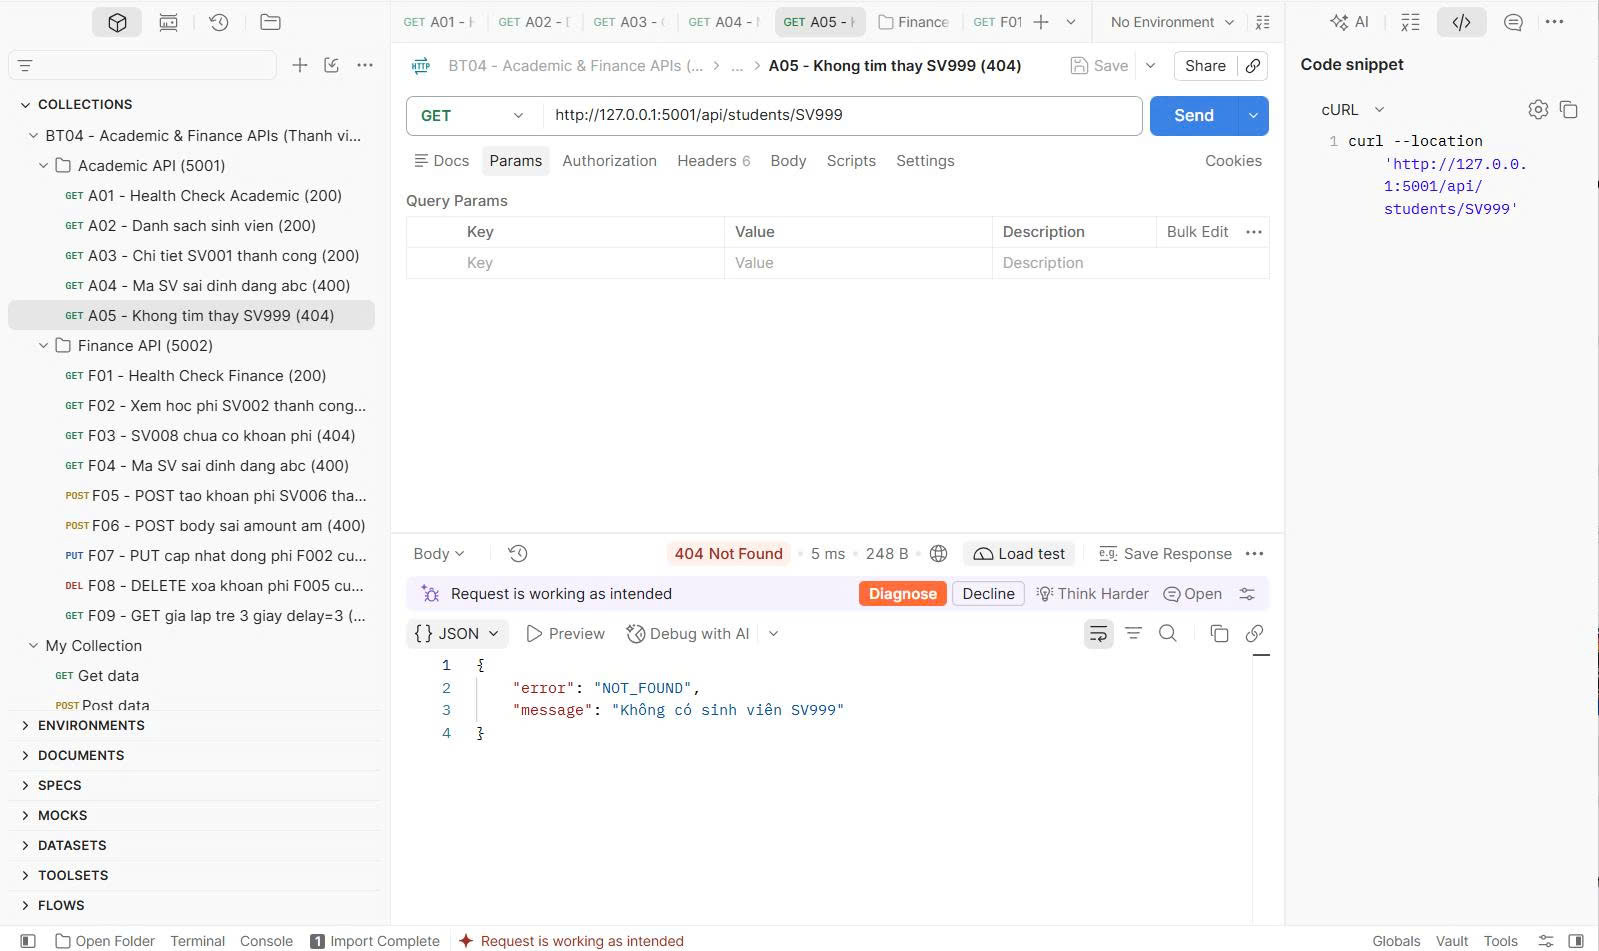 GET A01 - H
GET A02 - D
GET A03 - C
GET A04 - M
GET A05 - K
Finance
GET F01
No Environment
AI
BT04 - Academic & Finance APIs (... > ... > A05 - Khong tim thay SV999 (404)
Save
Share
Code snippet
COLLECTIONS
BT04 - Academic & Finance APIs (Thanh vi...
Academic API (5001)
GET A01 - Health Check Academic (200)
GET A02 - Danh sach sinh vien (200)
GET A03 - Chi tiet SV001 thanh cong (200)
GET A04 - Ma SV sai dinh dang abc (400)
GET A05 - Khong tim thay SV999 (404)
Finance API (5002)
GET F01 - Health Check Finance (200)
GET F02 - Xem hoc phi SV002 thanh cong...
GET F03 - SV008 chua co khoan phi (404)
GET F04 - Ma SV sai dinh dang abc (400)
POST F05 - POST tao khoan phi SV006 tha...
POST F06 - POST body sai amount am (400)
PUT F07 - PUT cap nhat dong phi F002 cu...
DEL F08 - DELETE xoa khoan phi F005 cu...
GET F09 - GET gia lap tre 3 giay delay=3 (...
My Collection
GET Get data
POST Post data
ENVIRONMENTS
DOCUMENTS
SPECS
MOCKS
DATASETS
TOOLSETS
FLOWS
HTTP
GET
http://127.0.0.1:5001/api/students/SV999
Send
Docs Params Authorization Headers 6 Body Scripts Settings Cookies
Query Params
Key Value Description Bulk Edit
Key Value Description
cURL
1 curl --location
'http://127.0.0.
1:5001/api/
students/SV999'
Body
404 Not Found • 5 ms • 248 B
Load test
e.g. Save Response
Request is working as intended
Diagnose
Decline
Think Harder
Open
{} JSON
Preview
Debug with AI
1 {
2 "error": "NOT_FOUND",
3 "message": "Không có sinh viên SV999"
4 }
Open Folder Terminal Console 1 Import Complete Request is working as intended
Globals Vault Tools